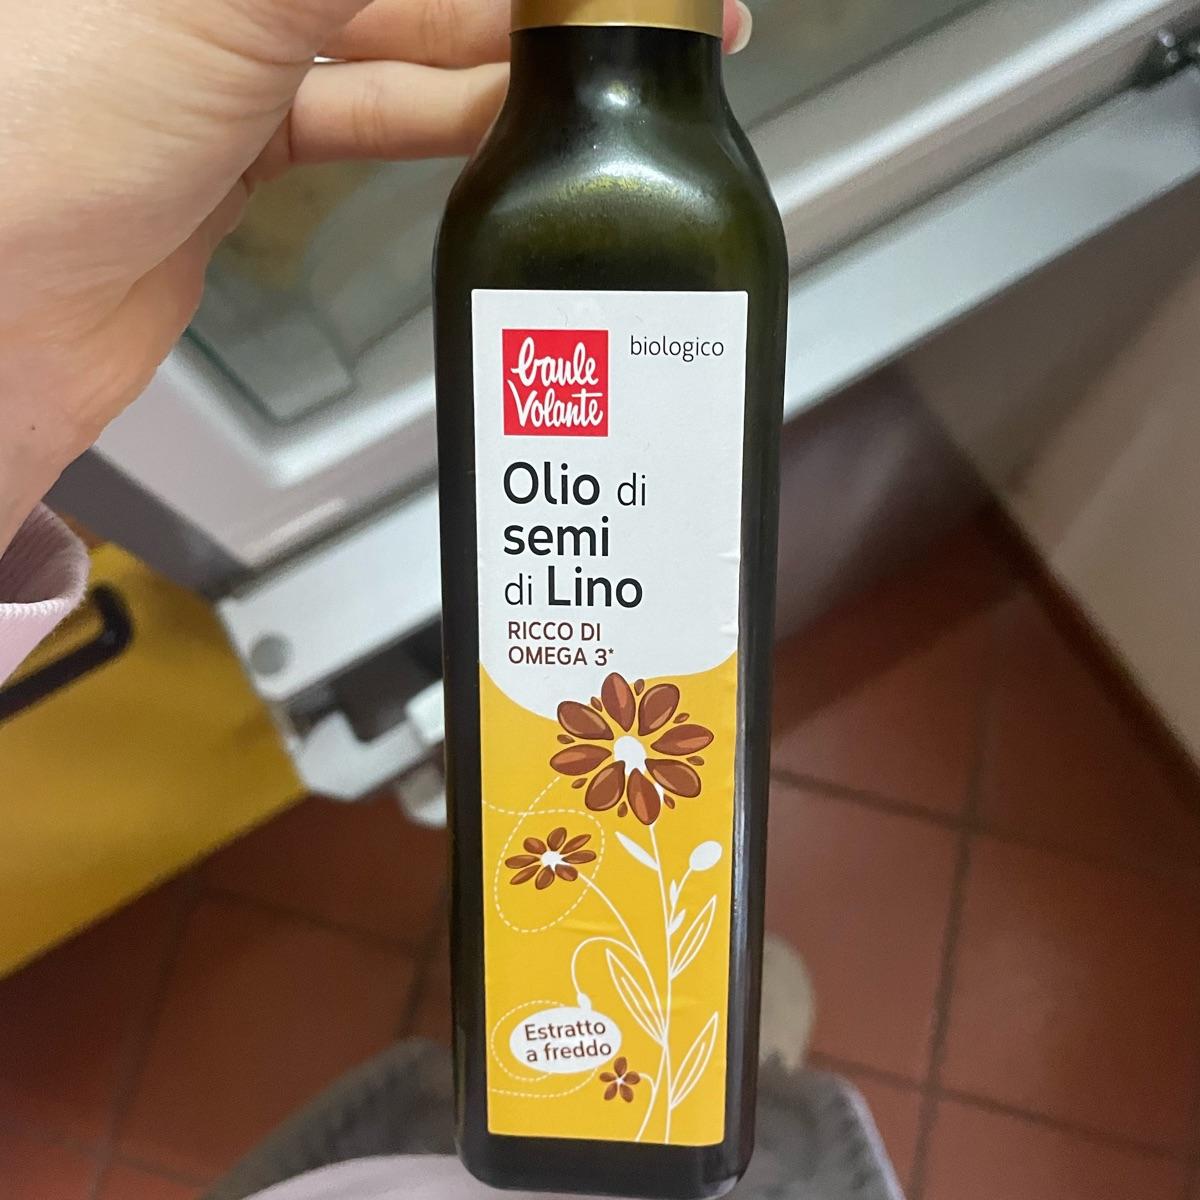 baule
Volante
biologico
Olio di
semi
di Lino
RICCO DI
OMEGA 3*
Estratto
a freddo